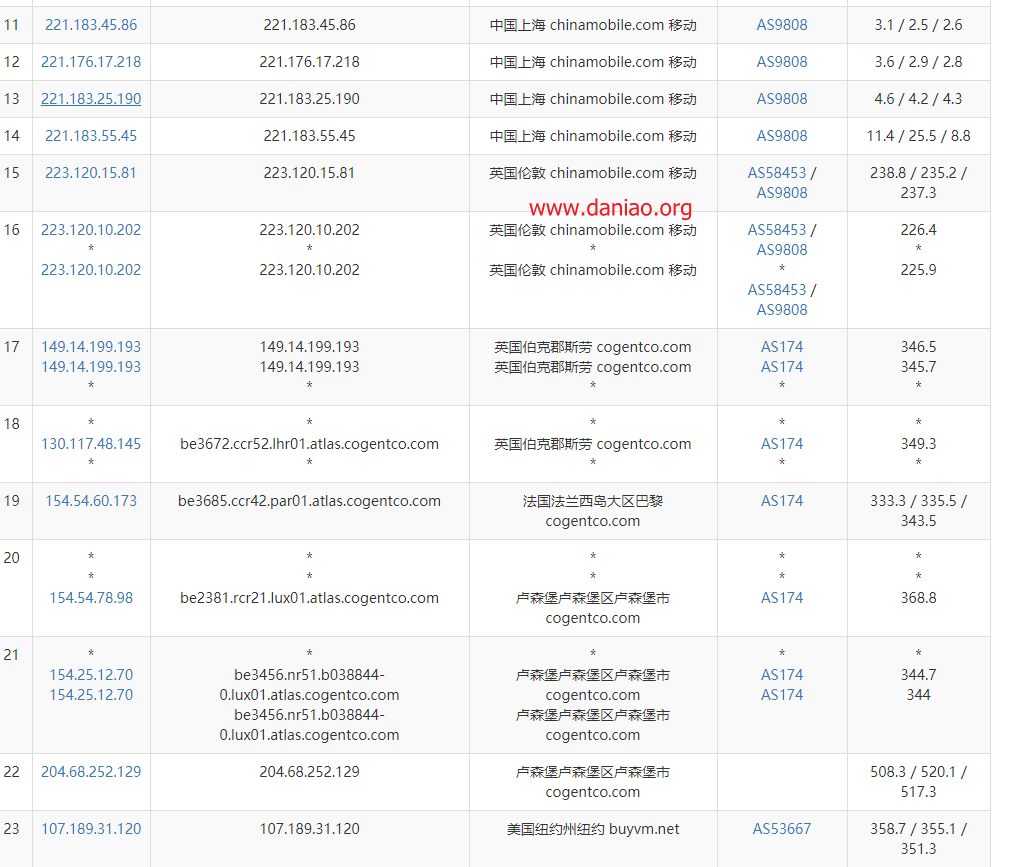 11 221.183.45.86 221.183.45.86 中国上海 chinamobile.com 移动 AS9808 3.1 / 2.5 / 2.6
12 221.176.17.218 221.176.17.218 中国上海 chinamobile.com 移动 AS9808 3.6 / 2.9 / 2.8
13 221.183.25.190 221.183.25.190 中国上海 chinamobile.com 移动 AS9808 4.6 / 4.2 / 4.3
14 221.183.55.45 221.183.55.45 中国上海 chinamobile.com 移动 AS9808 11.4 / 25.5 / 8.8
15 223.120.15.81 223.120.15.81 英国伦敦 chinamobile.com 移动 AS58453 / 238.8 / 235.2 /
AS9808 237.3
www.daniao.org
16 223.120.10.202 223.120.10.202 英国伦敦 chinamobile.com 移动 AS58453 / 226.4
* * * AS9808 *
223.120.10.202 223.120.10.202 英国伦敦 chinamobile.com 移动 * 225.9
AS58453 /
AS9808
17 149.14.199.193 149.14.199.193 英国伯克郡斯劳 cogentco.com AS174 346.5
149.14.199.193 149.14.199.193 英国伯克郡斯劳 cogentco.com AS174 345.7
* * * * *
18 * * * * *
130.117.48.145 be3672.ccr52.lhr01.atlas.cogentco.com 英国伯克郡斯劳 cogentco.com AS174 349.3
* * * * *
19 154.54.60.173 be3685.ccr42.par01.atlas.cogentco.com 法国法兰西岛大区巴黎 AS174 333.3 / 335.5 /
cogentco.com 343.5
20 * * * * *
* * * * *
154.54.78.98 be2381.rcr21.lux01.atlas.cogentco.com 卢森堡卢森堡区卢森堡市 AS174 368.8
cogentco.com
21 * * * * *
154.25.12.70 be3456.nr51.b038844- 卢森堡卢森堡区卢森堡市 AS174 344.7
154.25.12.70 0.lux01.atlas.cogentco.com cogentco.com AS174 344
be3456.nr51.b038844- 卢森堡卢森堡区卢森堡市
0.lux01.atlas.cogentco.com cogentco.com
22 204.68.252.129 204.68.252.129 卢森堡卢森堡区卢森堡市 508.3 / 520.1 /
cogentco.com 517.3
23 107.189.31.120 107.189.31.120 美国纽约州纽约 buyvm.net AS53667 358.7 / 355.1 /
351.3